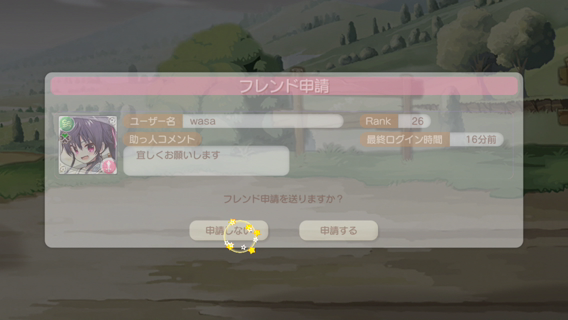 フレンド申請
ユーザー名 wasa Rank 26
助っ人コメント 最終ログイン時間 16分前
宜しくお願いします
フレンド申請を送りますか？
申請しない 申請する